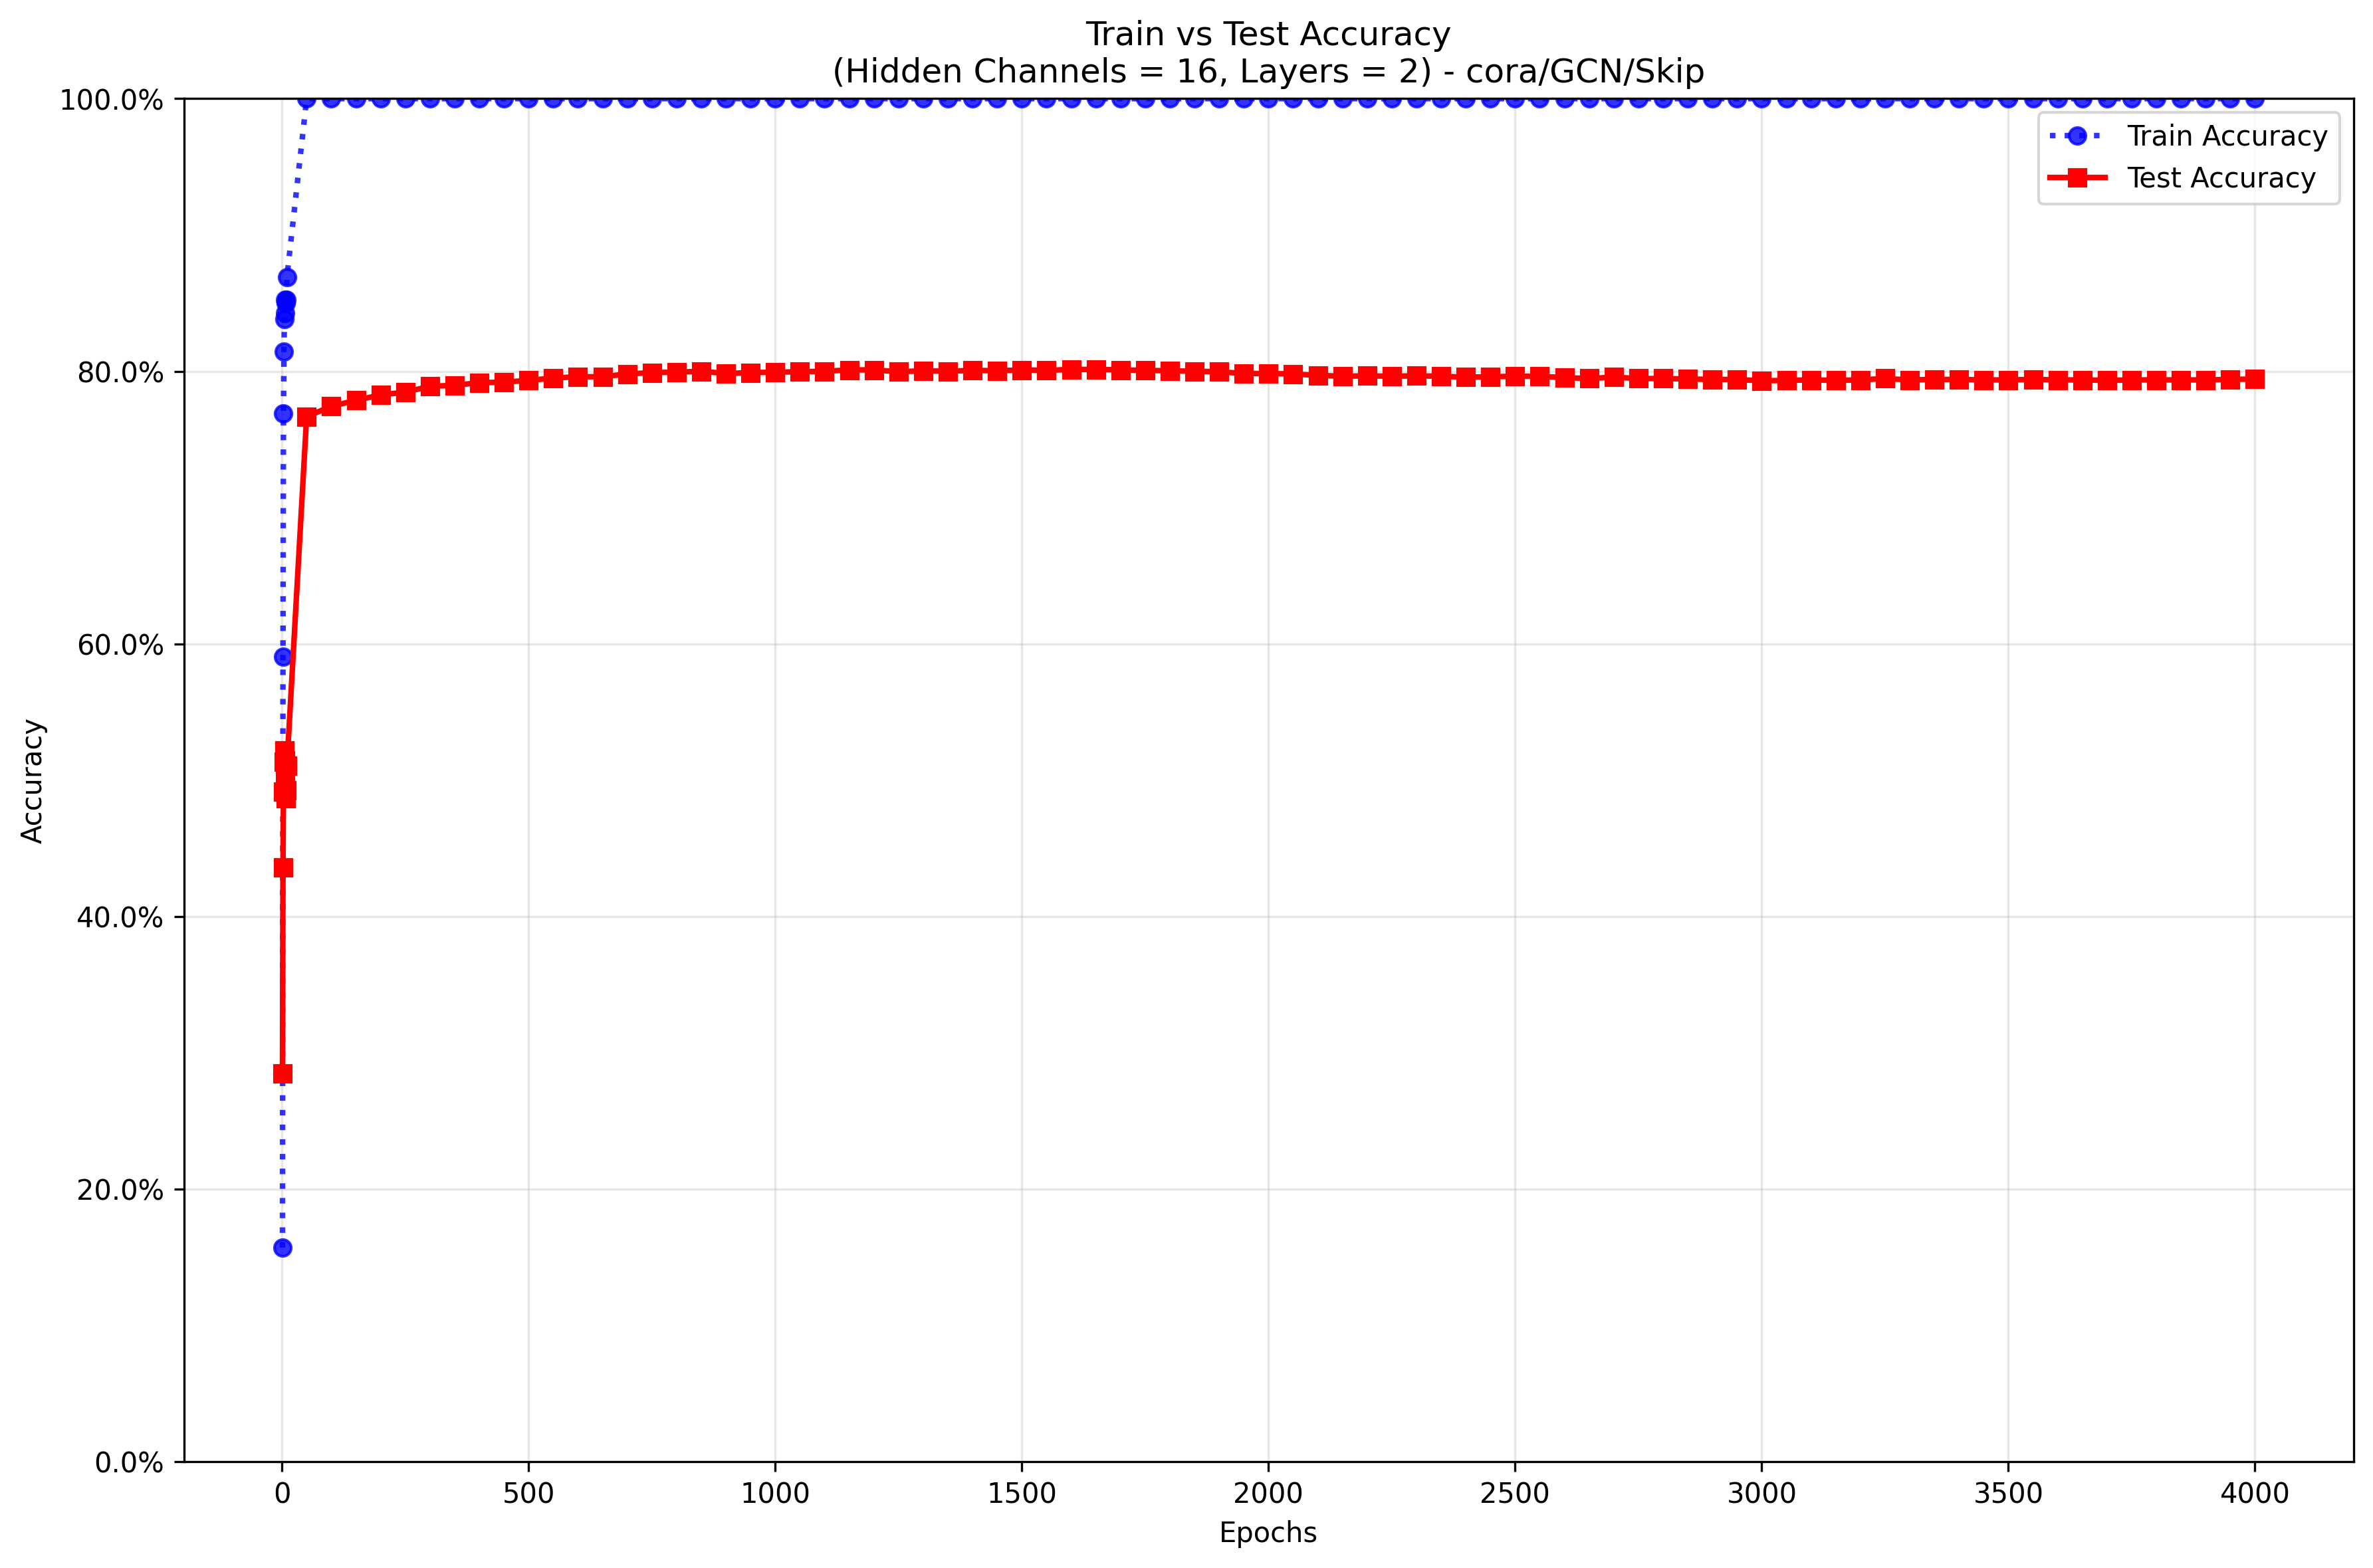 Train vs Test Accuracy
(Hidden Channels = 16, Layers = 2) - cora/GCN/Skip
100.0%
80.0%
60.0%
40.0%
20.0%
0.0%
Accuracy
Train Accuracy
Test Accuracy
0 500 1000 1500 2000 2500 3000 3500 4000
Epochs